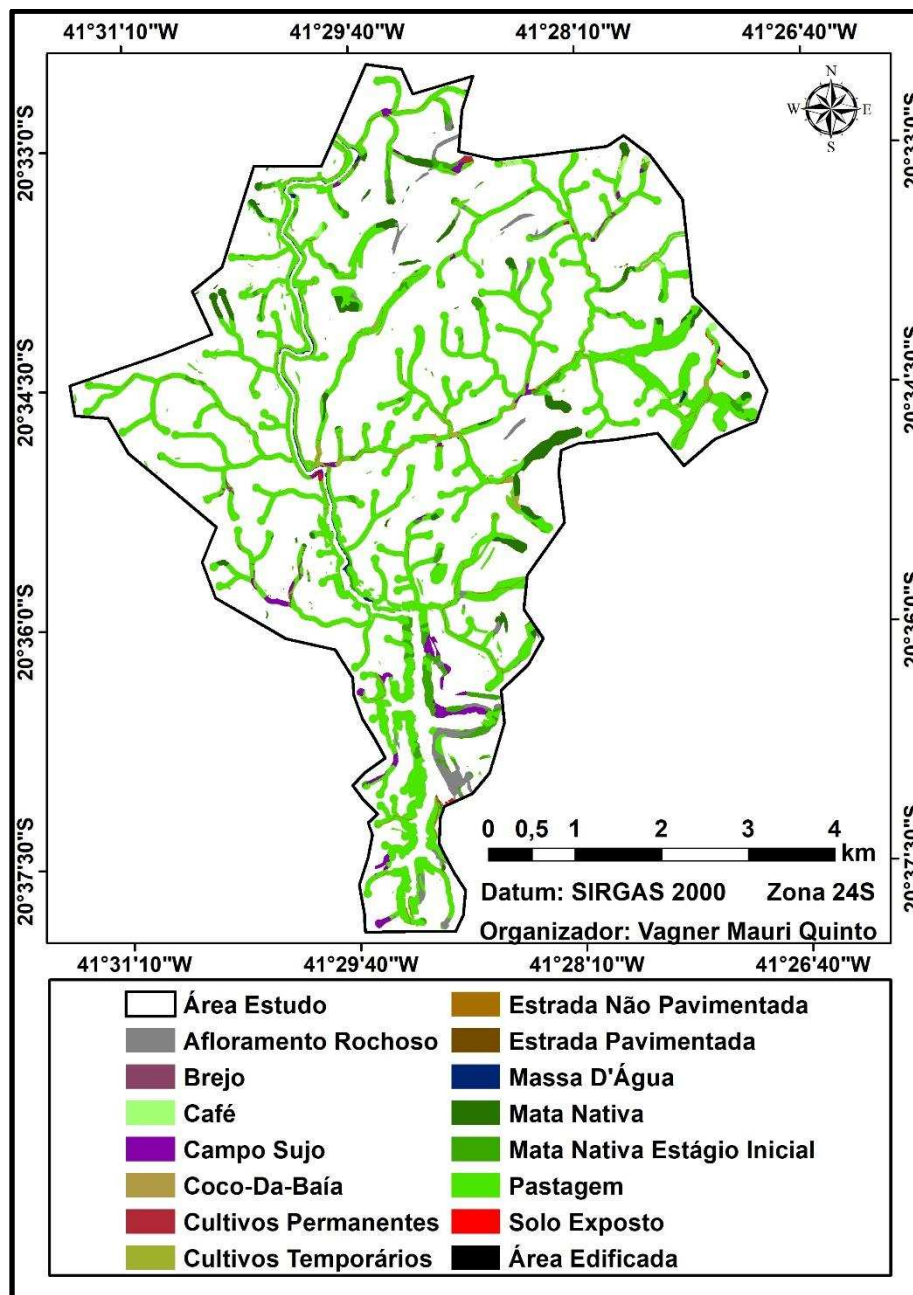 41°31'10"W 41°29'40"W 41°28'10"W 41°26'40"W
N
W E
S
20°33'0"S 20°33'0"S
20°34'30"S 20°34'30"S
20°36'0"S 20°36'0"S
20°37'30"S 20°37'30"S
0 0,5 1 2 3 4
km
Datum: SIRGAS 2000 Zona 24S
Organizador: Vagner Mauri Quinto
41°31'10"W 41°29'40"W 41°28'10"W 41°26'40"W
Área Estudo
Afloramento Rochoso
Brejo
Café
Campo Sujo
Coco-Da-Baía
Cultivos Permanentes
Cultivos Temporários
Estrada Não Pavimentada
Estrada Pavimentada
Massa D'Água
Mata Nativa
Mata Nativa Estágio Inicial
Pastagem
Solo Exposto
Área Edificada